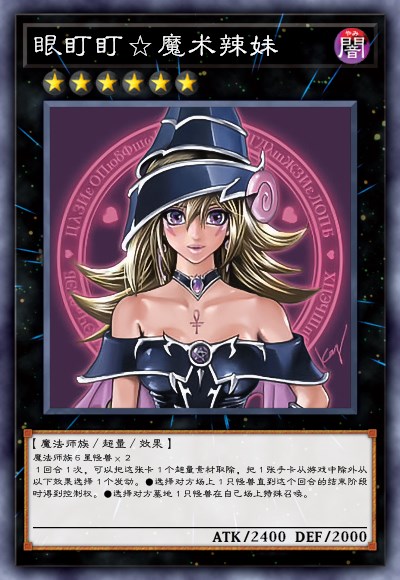 眼盯盯☆魔术辣妹
やみ
闇
【魔法师族/超量/效果】
魔法师族6星怪兽×2
1回合1次,可以把这张卡1个超量素材取除,把1张手卡从游戏中除外从
以下效果选择1个发动。●选择对方场上1只怪兽直到这个回合的结束阶段
时得到控制权。●选择对方墓地1只怪兽在自己场上特殊召唤。
ATK/2400 DEF/2000